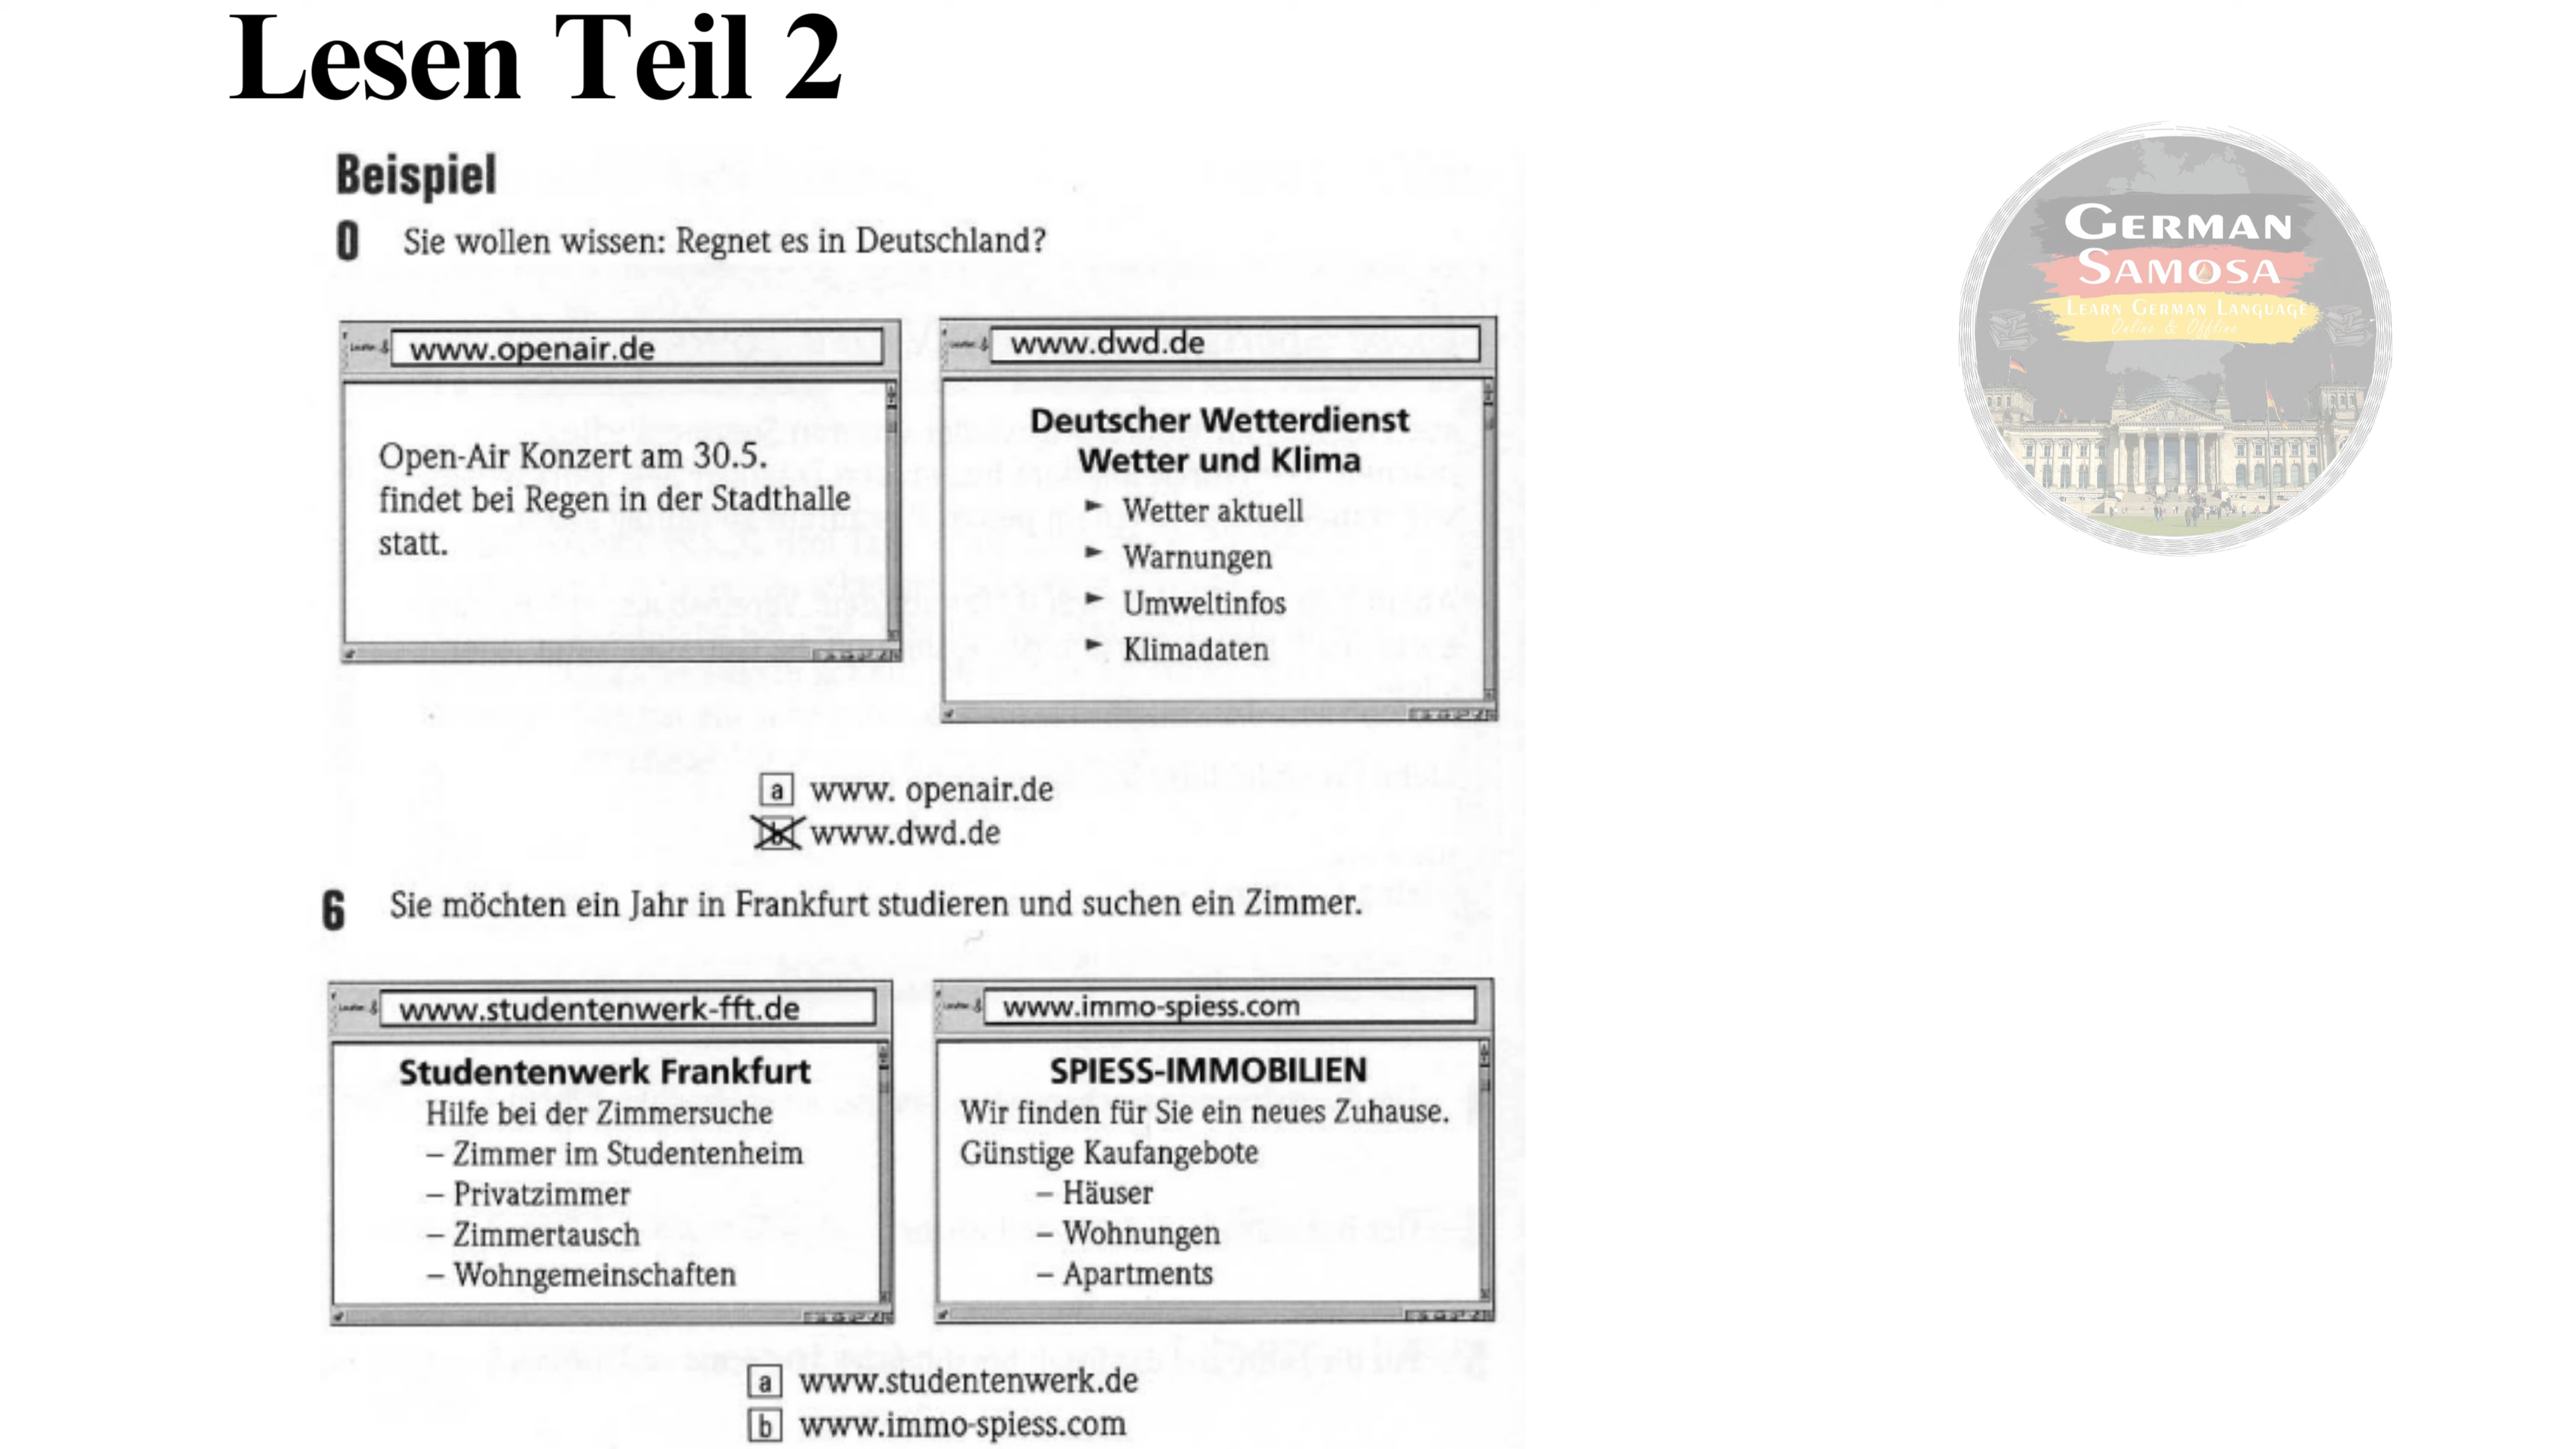 Lesen Teil 2
Beispiel
0 Sie wollen wissen: Regnet es in Deutschland?
www.openair.de
Open-Air Konzert am 30.5.
findet bei Regen in der Stadthalle
statt.
www.dwd.de
Deutscher Wetterdienst
Wetter und Klima
► Wetter aktuell
► Warnungen
► Umweltinfos
► Klimadaten
a www. openair.de
b www.dwd.de
6 Sie möchten ein Jahr in Frankfurt studieren und suchen ein Zimmer.
www.studentenwerk-fft.de
Studentenwerk Frankfurt
Hilfe bei der Zimmersuche
– Zimmer im Studentenheim
– Privatzimmer
– Zimmertausch
– Wohngemeinschaften
www.immo-spiess.com
SPIESS-IMMOBILIEN
Wir finden für Sie ein neues Zuhause.
Günstige Kaufangebote
– Häuser
– Wohnungen
– Apartments
a www.studentenwerk.de
b www.immo-spiess.com
GERMAN
SAMOSA
LEARN GERMAN LANGUAGE
Online & Offline